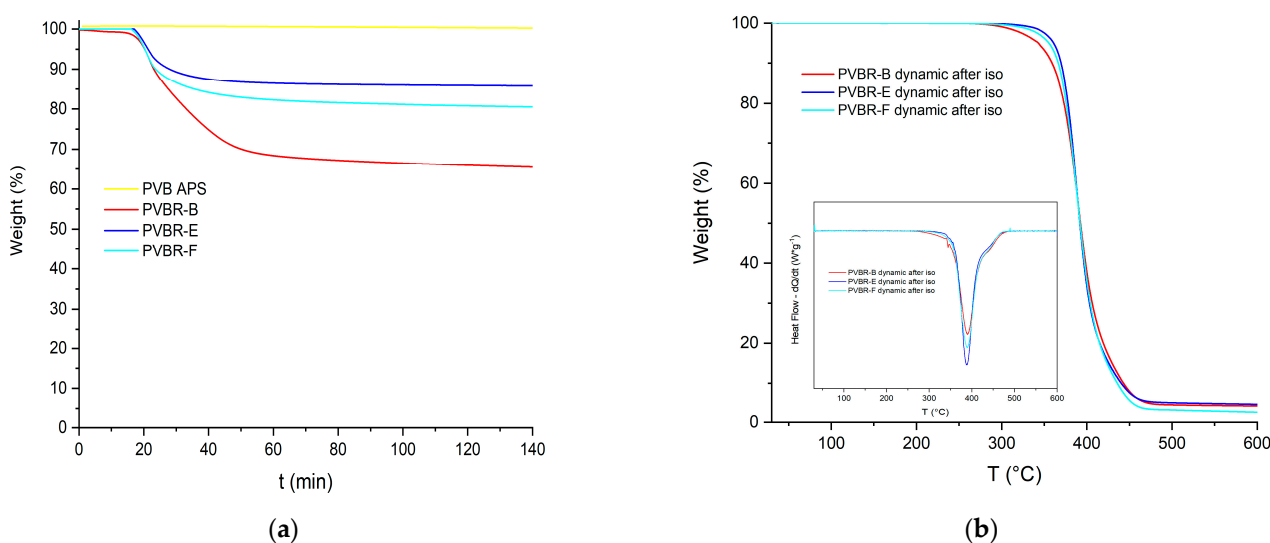 100
90
80
70
60
50
40
30
20
10
0
Weight (%)
PVB APS
PVBR-B
PVBR-E
PVBR-F
0 20 40 60 80 100 120 140
t (min)
(a)
100
80
60
40
20
0
Weight (%)
PVBR-B dynamic after iso
PVBR-E dynamic after iso
PVBR-F dynamic after iso
Heat Flow - dQ/dt (W*g-1)
PVBR-B dynamic after iso
PVBR-E dynamic after iso
PVBR-F dynamic after iso
100 200 300 400 500 600
T (°C)
100 200 300 400 500 600
T (°C)
(b)